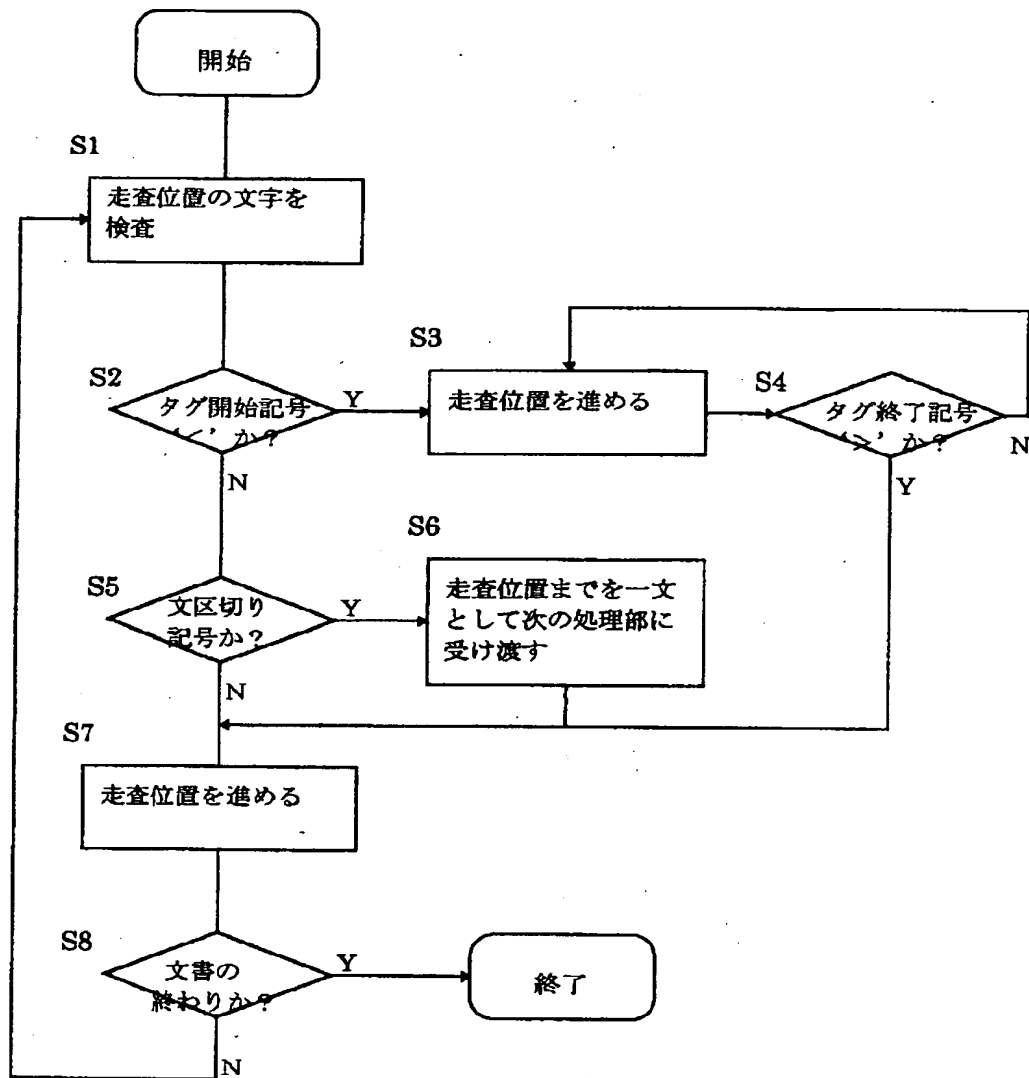 開始
S1
走査位置の文字を
検査
S2
タグ開始記号
‘<’ か?
Y
N
S3
走査位置を進める
S4
タグ終了記号
‘>’ か?
N
Y
S5
文区切り
記号か?
Y
N
S6
走査位置までを一文
として次の処理部に
受け渡す
S7
走査位置を進める
S8
文書の
終わりか?
Y
N
終了